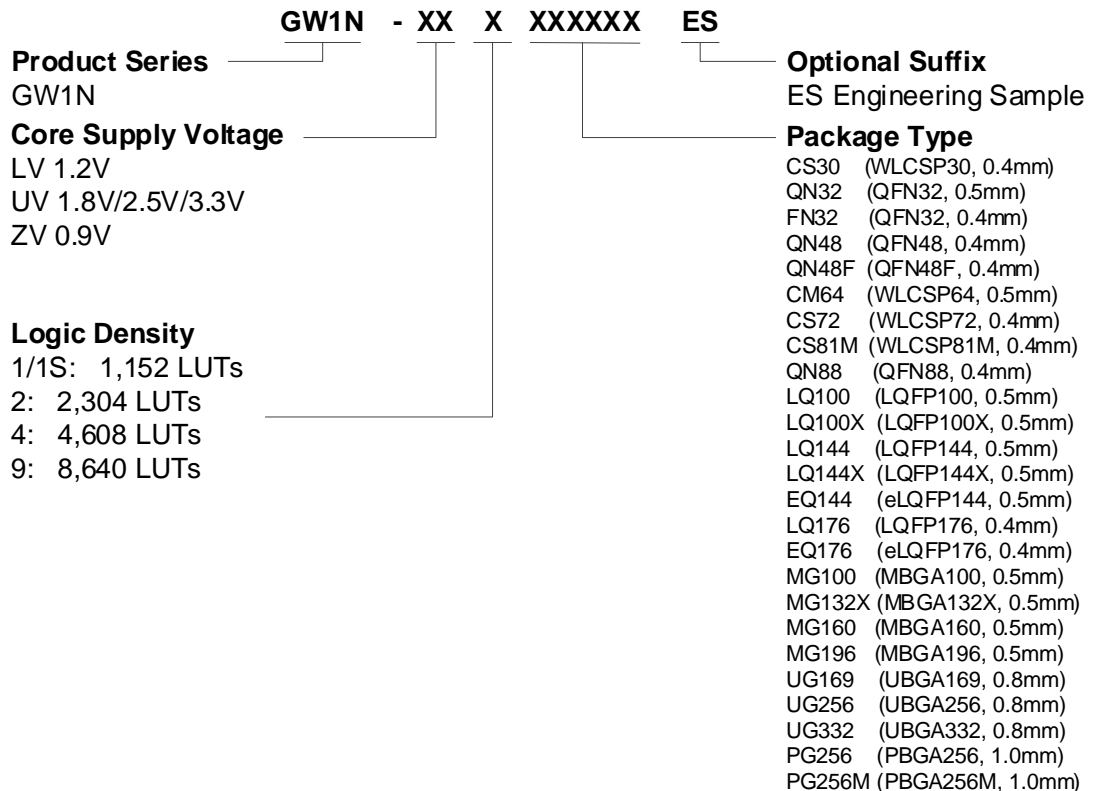 GW1N - XX X XXXXXX ES
Product Series
GW1N
Core Supply Voltage
LV 1.2V
UV 1.8V/2.5V/3.3V
ZV 0.9V
Logic Density
1/1S: 1,152 LUTs
2: 2,304 LUTs
4: 4,608 LUTs
9: 8,640 LUTs
Optional Suffix
ES Engineering Sample
Package Type
CS30 (WLCSP30, 0.4mm)
QN32 (QFN32, 0.5mm)
FN32 (QFN32, 0.4mm)
QN48 (QFN48, 0.4mm)
QN48F (QFN48F, 0.4mm)
CM64 (WLCSP64, 0.5mm)
CS72 (WLCSP72, 0.4mm)
CS81M (WLCSP81M, 0.4mm)
QN88 (QFN88, 0.4mm)
LQ100 (LQFP100, 0.5mm)
LQ100X (LQFP100X, 0.5mm)
LQ144 (LQFP144, 0.5mm)
LQ144X (LQFP144X, 0.5mm)
EQ144 (eLQFP144, 0.5mm)
LQ176 (LQFP176, 0.4mm)
EQ176 (eLQFP176, 0.4mm)
MG100 (MBGA100, 0.5mm)
MG132X (MBGA132X, 0.5mm)
MG160 (MBGA160, 0.5mm)
MG196 (MBGA196, 0.5mm)
UG169 (UBGA169, 0.8mm)
UG256 (UBGA256, 0.8mm)
UG332 (UBGA332, 0.8mm)
PG256 (PBGA256, 1.0mm)
PG256M (PBGA256M, 1.0mm)